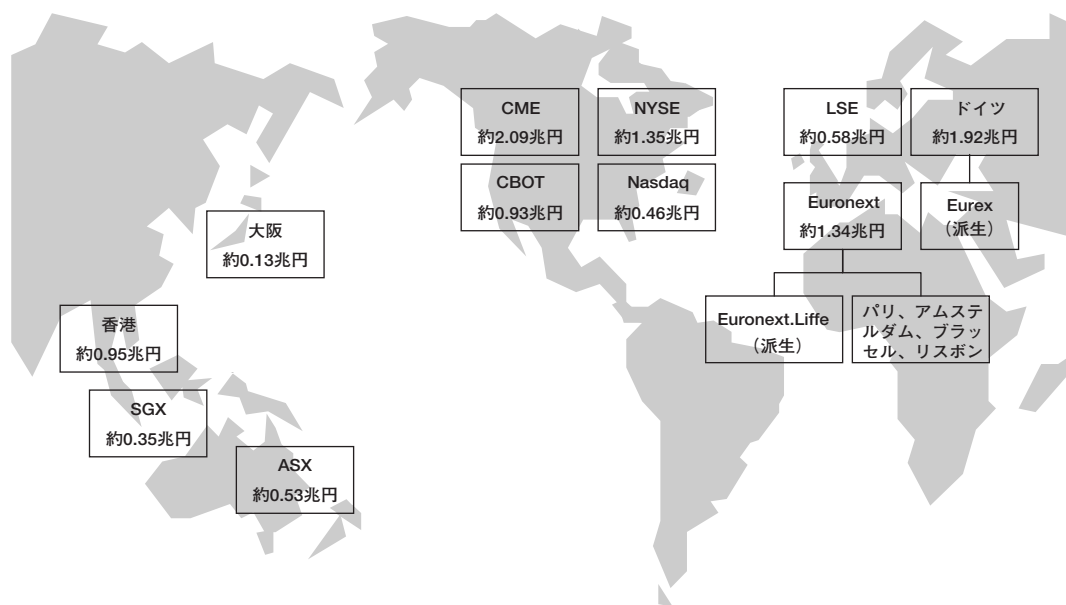 CME
約2.09兆円
NYSE
約1.35兆円
LSE
約0.58兆円
ドイツ
約1.92兆円
CBOT
約0.93兆円
Nasdaq
約0.46兆円
Euronext
約1.34兆円
Eurex
（派生）
大阪
約0.13兆円
Euronext.Liffe
（派生）
パリ、アムステ
ルダム、ブラッ
セル、リスボン
香港
約0.95兆円
SGX
約0.35兆円
ASX
約0.53兆円